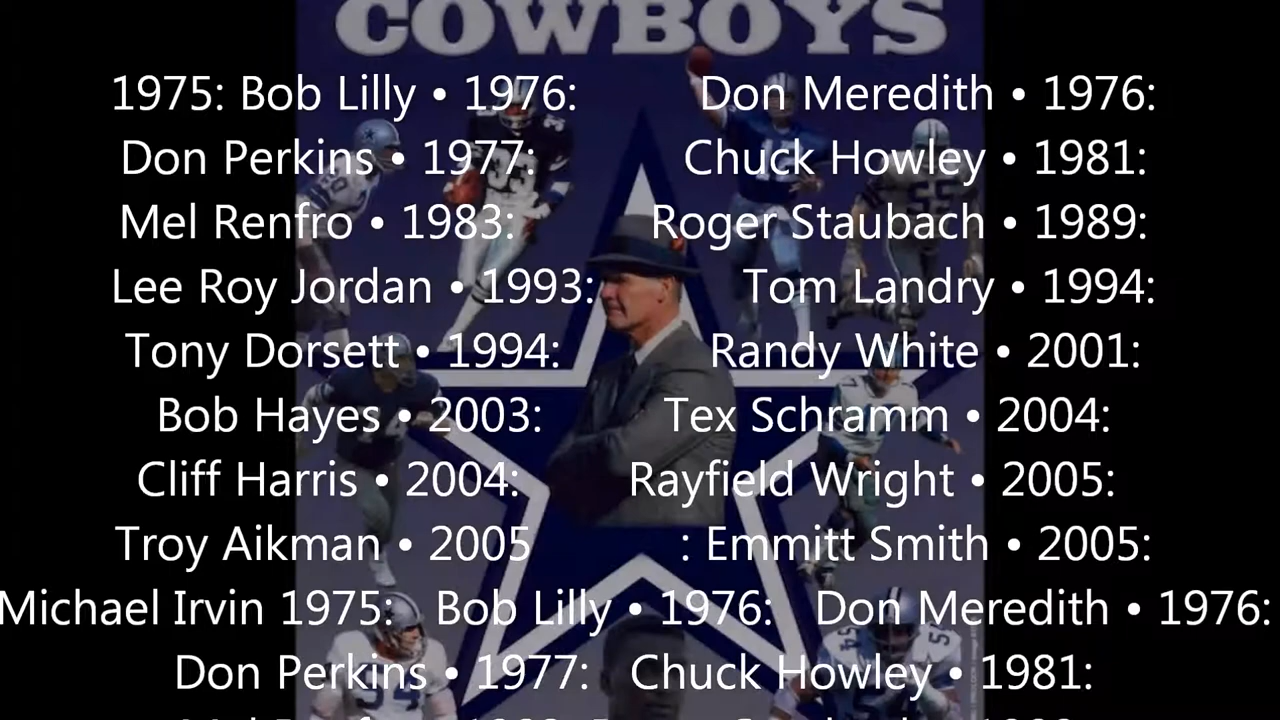 COWBOYS
1975: Bob Lilly • 1976: Don Meredith • 1976:
Don Perkins • 1977: Chuck Howley • 1981:
Mel Renfro • 1983: Roger Staubach • 1989:
Lee Roy Jordan • 1993: Tom Landry • 1994:
Tony Dorsett • 1994: Randy White • 2001:
Bob Hayes • 2003: Tex Schramm • 2004:
Cliff Harris • 2004: Rayfield Wright • 2005:
Troy Aikman • 2005 : Emmitt Smith • 2005:
Michael Irvin 1975: Bob Lilly • 1976: Don Meredith • 1976:
Don Perkins • 1977: Chuck Howley • 1981: